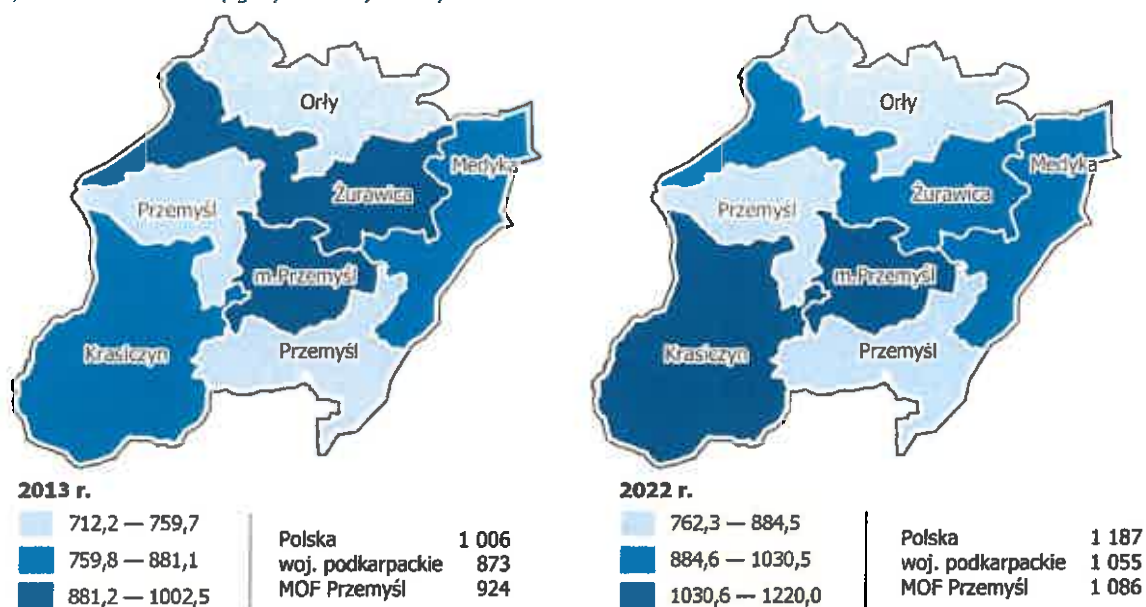 Orły
Medyka
Żurawica
Przemyśl
m.Przemyśl
Krasiczyn
Przemyśl
2013 r.
712,2 — 759,7
759,8 — 881,1
881,2 — 1002,5
Polska 1 006
woj. podkarpackie 873
MOF Przemyśl 924
Orły
Medyka
Żurawica
Przemyśl
m.Przemyśl
Krasiczyn
Przemyśl
2022 r.
762,3 — 884,5
884,6 — 1030,5
1030,6 — 1220,0
Polska 1 187
woj. podkarpackie 1 055
MOF Przemyśl 1 086